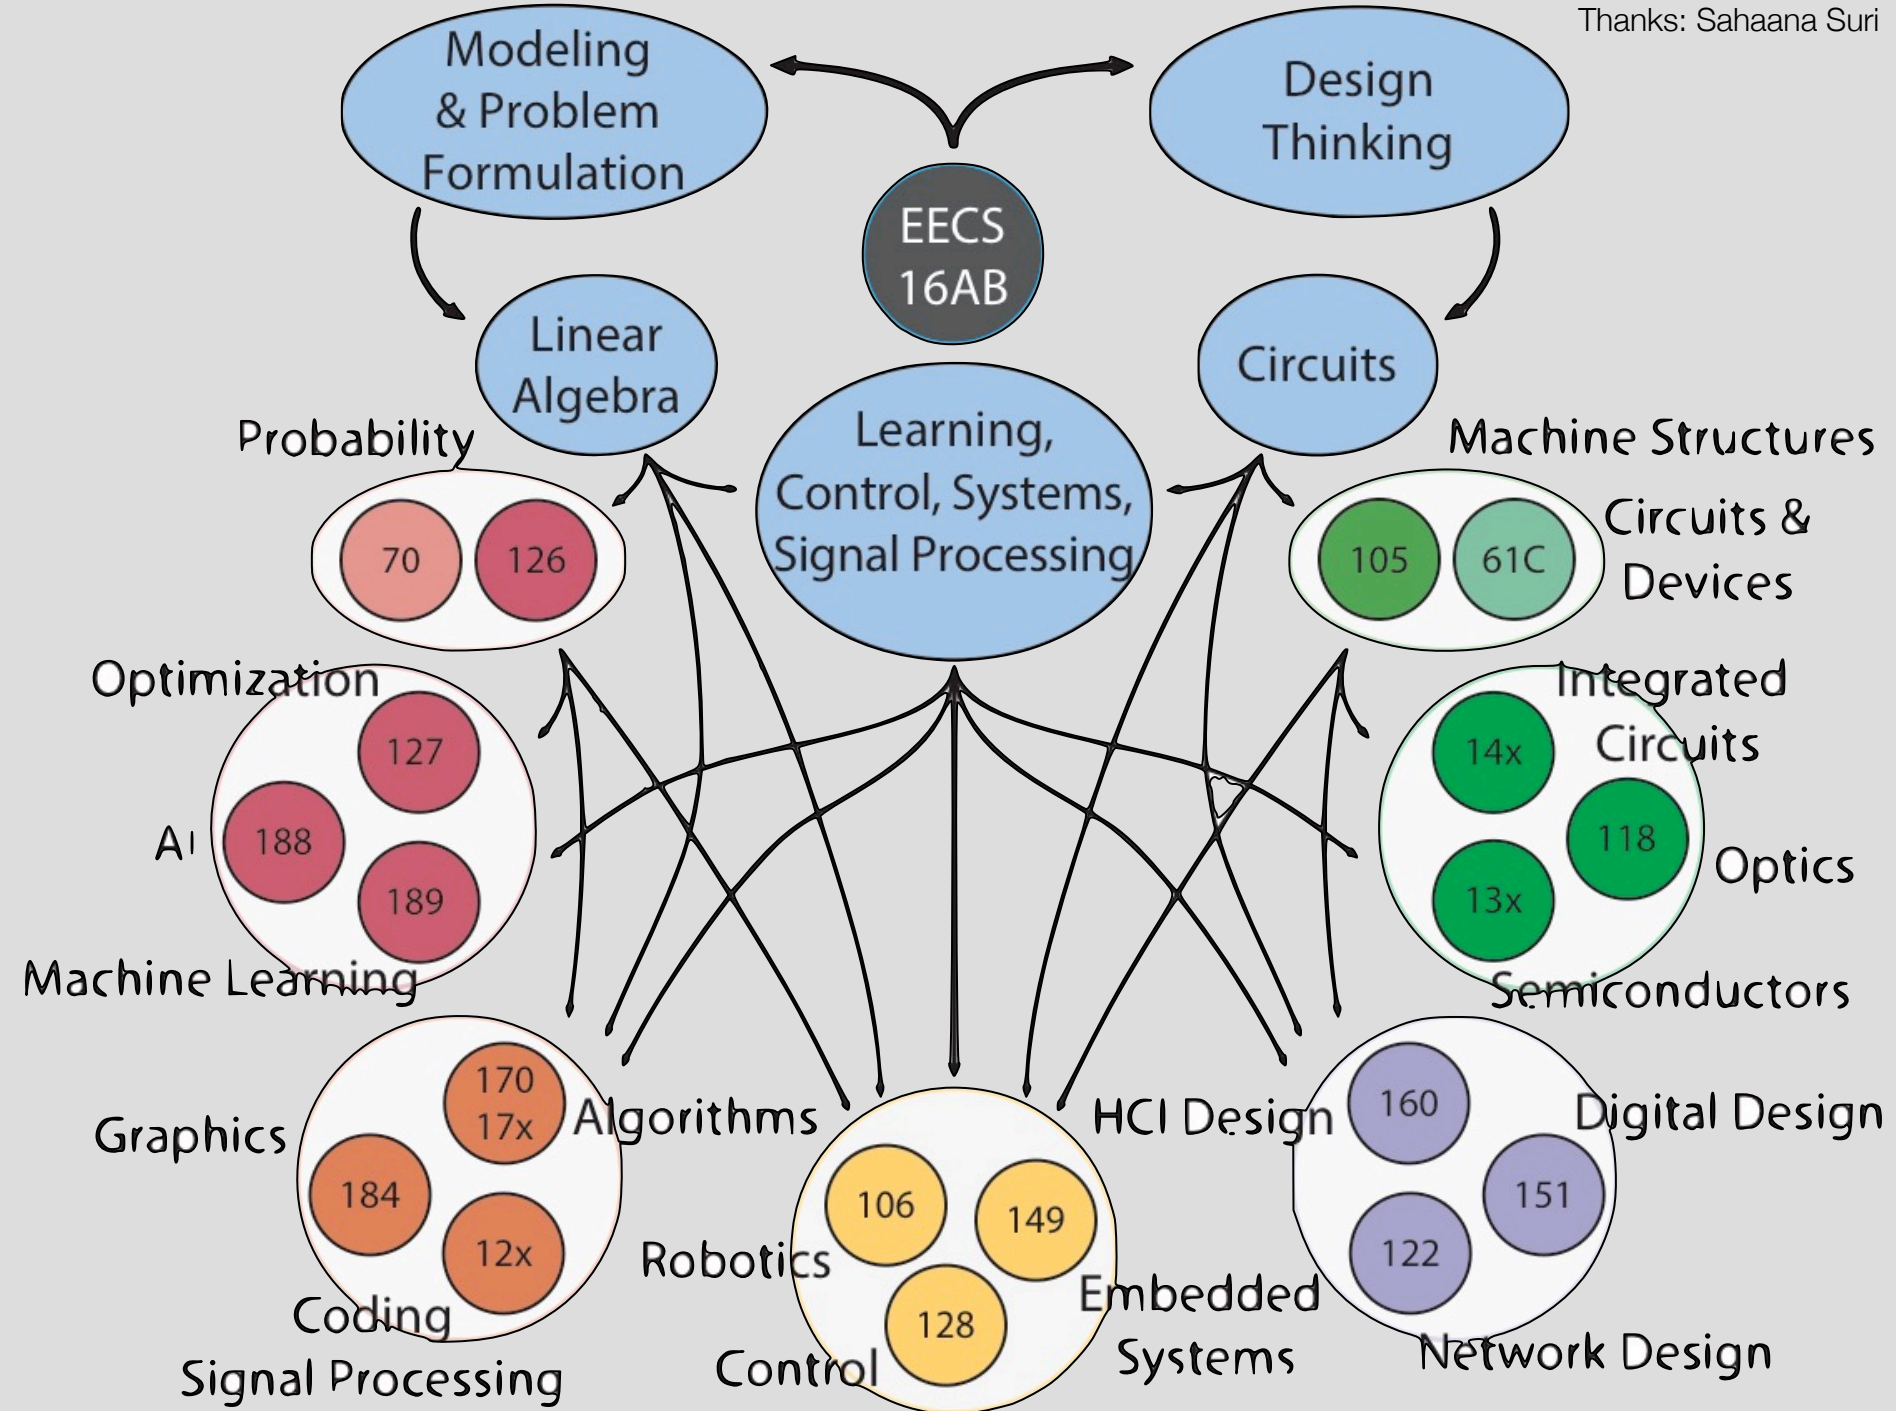 Thanks: Sahaana Suri
Modeling
& Problem
Formulation
Design
Thinking
EECS
16AB
Linear
Algebra
Circuits
Learning,
Control, Systems,
Signal Processing
Probability
70
126
Machine Structures
105
61C
Circuits &
Devices
Optimization
127
AI
188
189
Machine Learning
Integrated
Circuits
14x
118
13x
Optics
Semiconductors
Graphics
170
17x
Algorithms
184
12x
Coding
Signal Processing
106
149
Robotics
128
Control
Embedded
Systems
HCI Design
160
Digital Design
151
122
Network Design